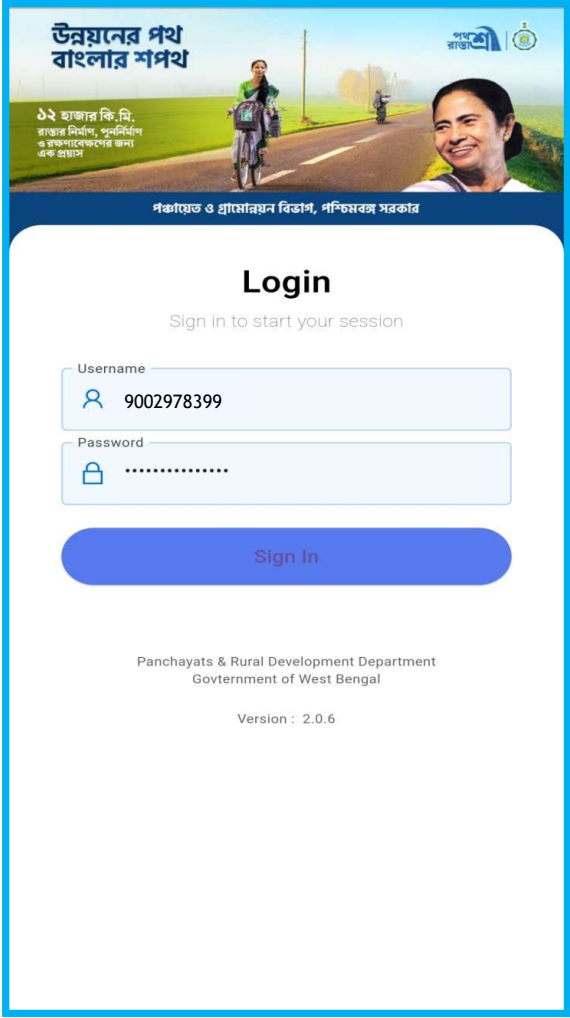 উন্নয়নের পথ
বাংলার শপথ
পথশ্রী
রাস্তাশ্রী
১২ হাজার কি.মি.
রাস্তার নির্মাণ, পুনর্নির্মাণ
ও রক্ষণাবেক্ষণের জন্য
এক প্রয়াস
পঞ্চায়েত ও গ্রামোন্নয়ন বিভাগ, পশ্চিমবঙ্গ সরকার
Login
Sign in to start your session
Username
9002978399
Password
•••••••••••••••
Sign In
Panchayats & Rural Development Department
Govternment of West Bengal
Version : 2.0.6